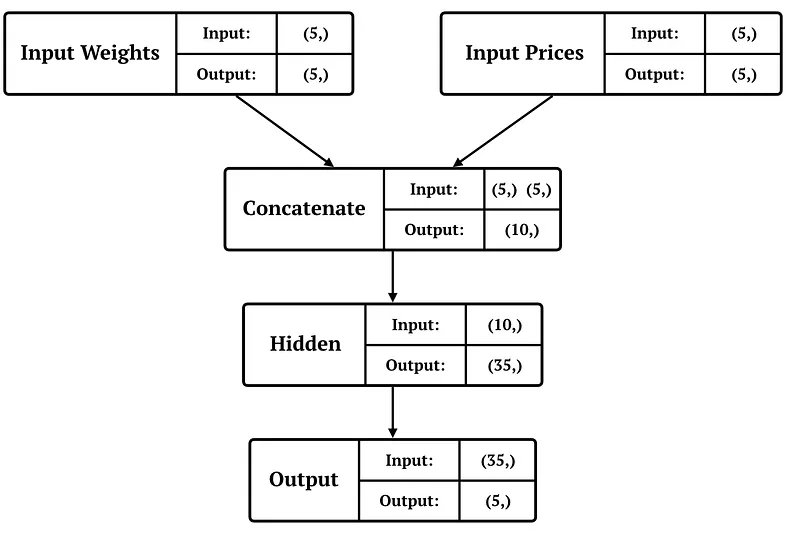 Input Weights
Input: (5,)
Output: (5,)
Input Prices
Input: (5,)
Output: (5,)
Concatenate
Input: (5,) (5,)
Output: (10,)
Hidden
Input: (10,)
Output: (35,)
Output
Input: (35,)
Output: (5,)